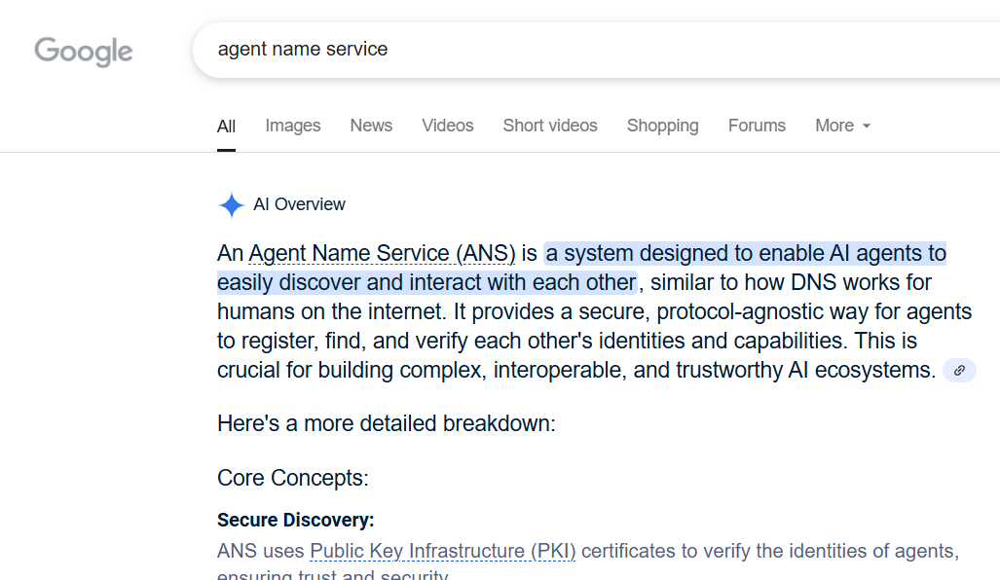 Google
agent name service
All Images News Videos Short videos Shopping Forums More
AI Overview
An Agent Name Service (ANS) is a system designed to enable AI agents to
easily discover and interact with each other, similar to how DNS works for
humans on the internet. It provides a secure, protocol-agnostic way for agents
to register, find, and verify each other's identities and capabilities. This is
crucial for building complex, interoperable, and trustworthy AI ecosystems.
Here's a more detailed breakdown:
Core Concepts:
Secure Discovery:
ANS uses Public Key Infrastructure (PKI) certificates to verify the identities of agents,
ensuring trust and security